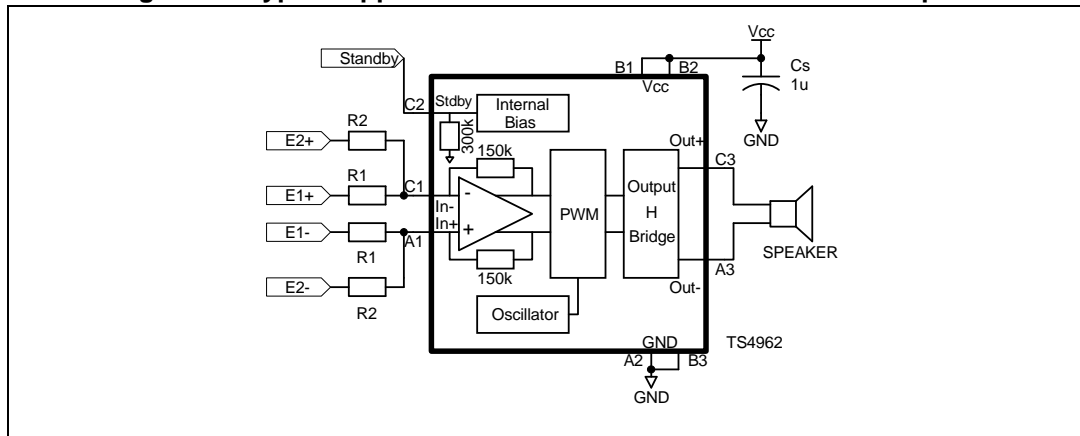 Vcc
Standby
B1
B2
Vcc
Cs
1u
C2
Stdby
Internal
Bias
GND
R2
E2+
300k
150k
Out+
C3
R1
E1+
C1
In-
-
Output
H
Bridge
PWM
In+
+
E1-
A1
R1
SPEAKER
150k
A3
E2-
Out-
R2
Oscillator
GND
TS4962
A2
B3
GND